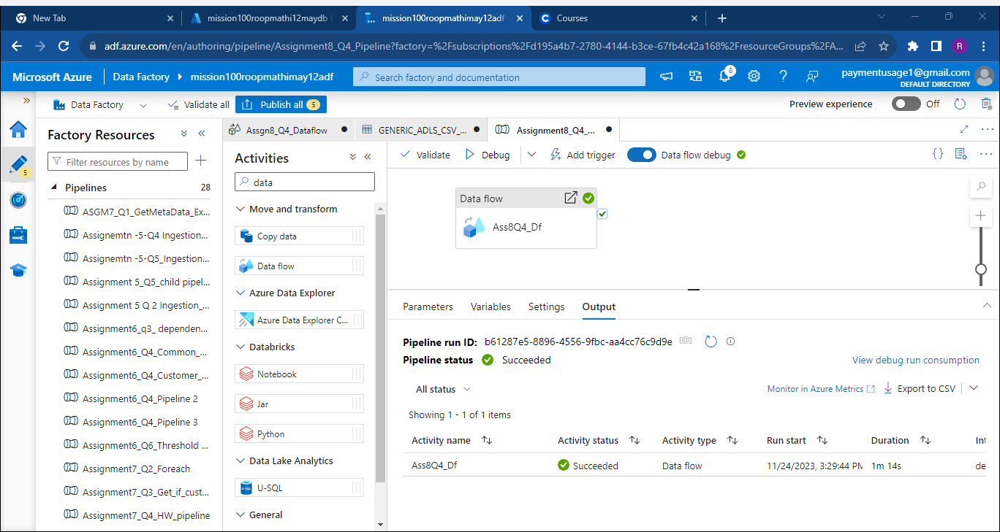 New Tab
mission100roopmathi12maydb (
mission100roopmathimay12adf
Courses
adf.azure.com/en/authoring/pipeline/Assignment8_Q4_Pipeline?factory=%2Fsubscriptions%2Fd195a4b7-2780-4144-b3ce-67fb4c42a168%2FresourceGroups%2FA...
R
Microsoft Azure
Data Factory
mission100roopmathimay12adf
Search factory and documentation
8
paymentusage1@gmail.com
DEFAULT DIRECTORY
Data Factory
Validate all
Publish all 5
Preview experience
Off
5
Factory Resources
Filter resources by name
Pipelines 28
ASGM7_Q1_GetMetaData_Ex...
Assignemtn -5-Q4 Ingestion...
Assignemtn -5-Q5_Ingestion...
Assignment 5_Q5_child pipel...
Assignment 5 Q 2 Ingestion_...
Assignment6_q3_ dependen...
Assignment6_Q4_Common_...
Assignment6_Q4_Customer_...
Assignment6_Q4_Pipeline 2
Assignment6_Q4_Pipeline 3
Assignment6_Q6_Threshold ...
Assignment7_Q2_Foreach
Assignment7_Q3_Get_if_cust...
Assignment7_Q4_HW_pipeline
Assgn8_Q4_Dataflow
GENERIC_ADLS_CSV_...
Assignment8_Q4_...
Activities
data
Move and transform
Copy data
Data flow
Azure Data Explorer
Azure Data Explorer C...
Databricks
Notebook
Jar
Python
Data Lake Analytics
U-SQL
General
Validate
Debug
Add trigger
Data flow debug
Data flow
Ass8Q4_Df
Parameters
Variables
Settings
Output
Pipeline run ID: b61287e5-8896-4556-9fbc-aa4cc76c9d9e
Pipeline status Succeeded
View debug run consumption
All status
Monitor in Azure Metrics
Export to CSV
Showing 1 - 1 of 1 items
Activity name Activity status Activity type Run start Duration Int
Ass8Q4_Df Succeeded Data flow 11/24/2023, 3:29:44 PM 1m 14s de